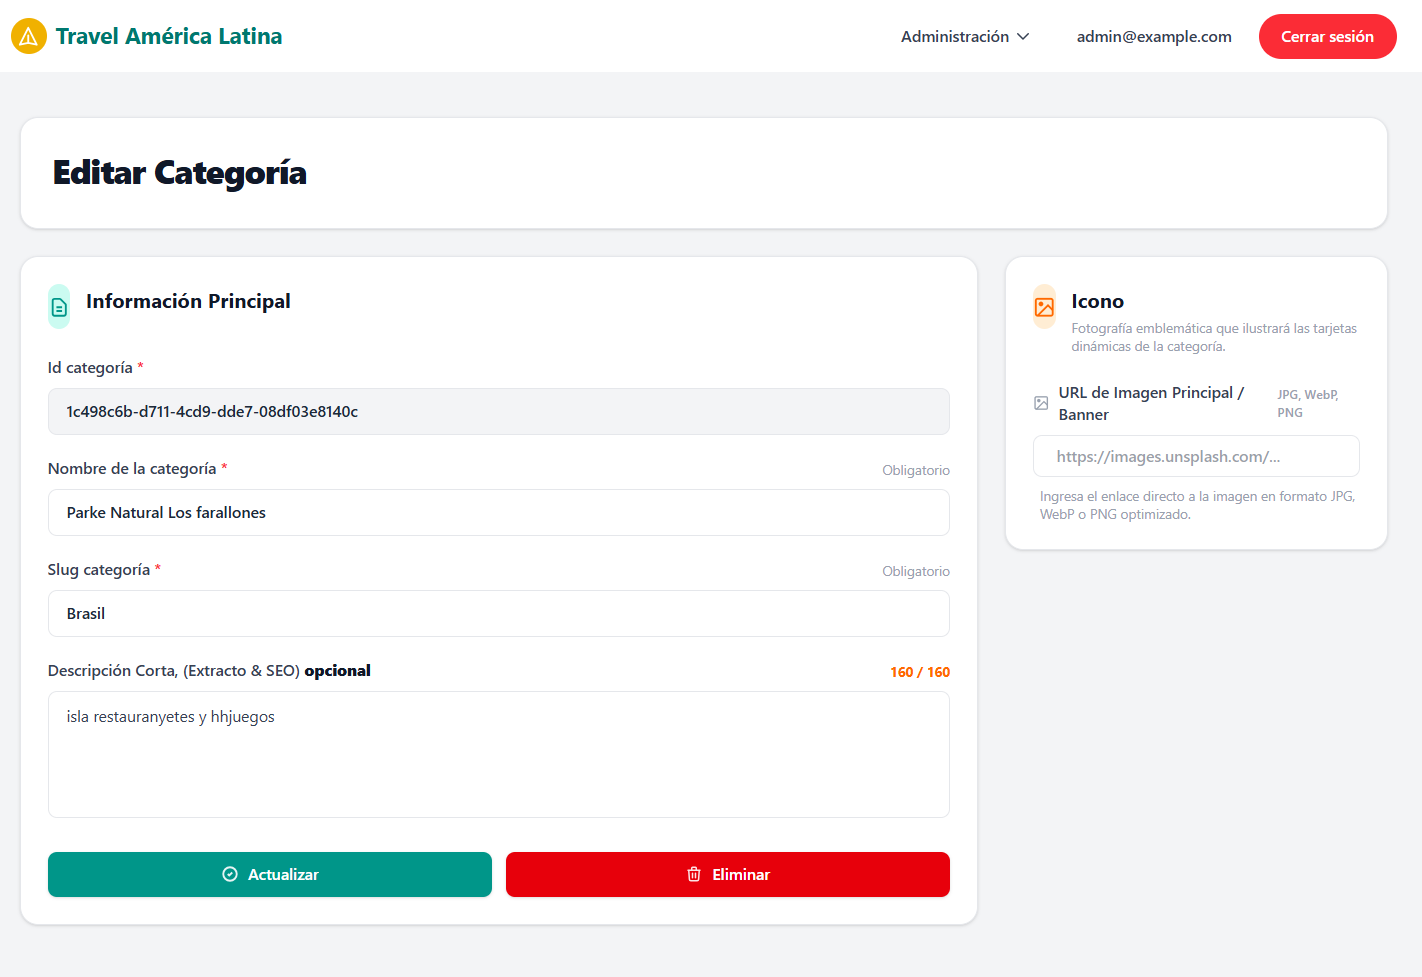 Travel América Latina
Administración
admin@example.com
Cerrar sesión
Editar Categoría
Información Principal
Id categoría *
1c498c6b-d711-4cd9-dde7-08df03e8140c
Nombre de la categoría *
Obligatorio
Parke Natural Los farallones
Slug categoría *
Obligatorio
Brasil
Descripción Corta, (Extracto & SEO) opcional
160 / 160
isla restauranyetes y hhjuegos
Actualizar
Eliminar
Icono
Fotografía emblemática que ilustrará las tarjetas
dinámicas de la categoría.
URL de Imagen Principal /
Banner
JPG, WebP,
PNG
https://images.unsplash.com/...
Ingresa el enlace directo a la imagen en formato JPG,
WebP o PNG optimizado.